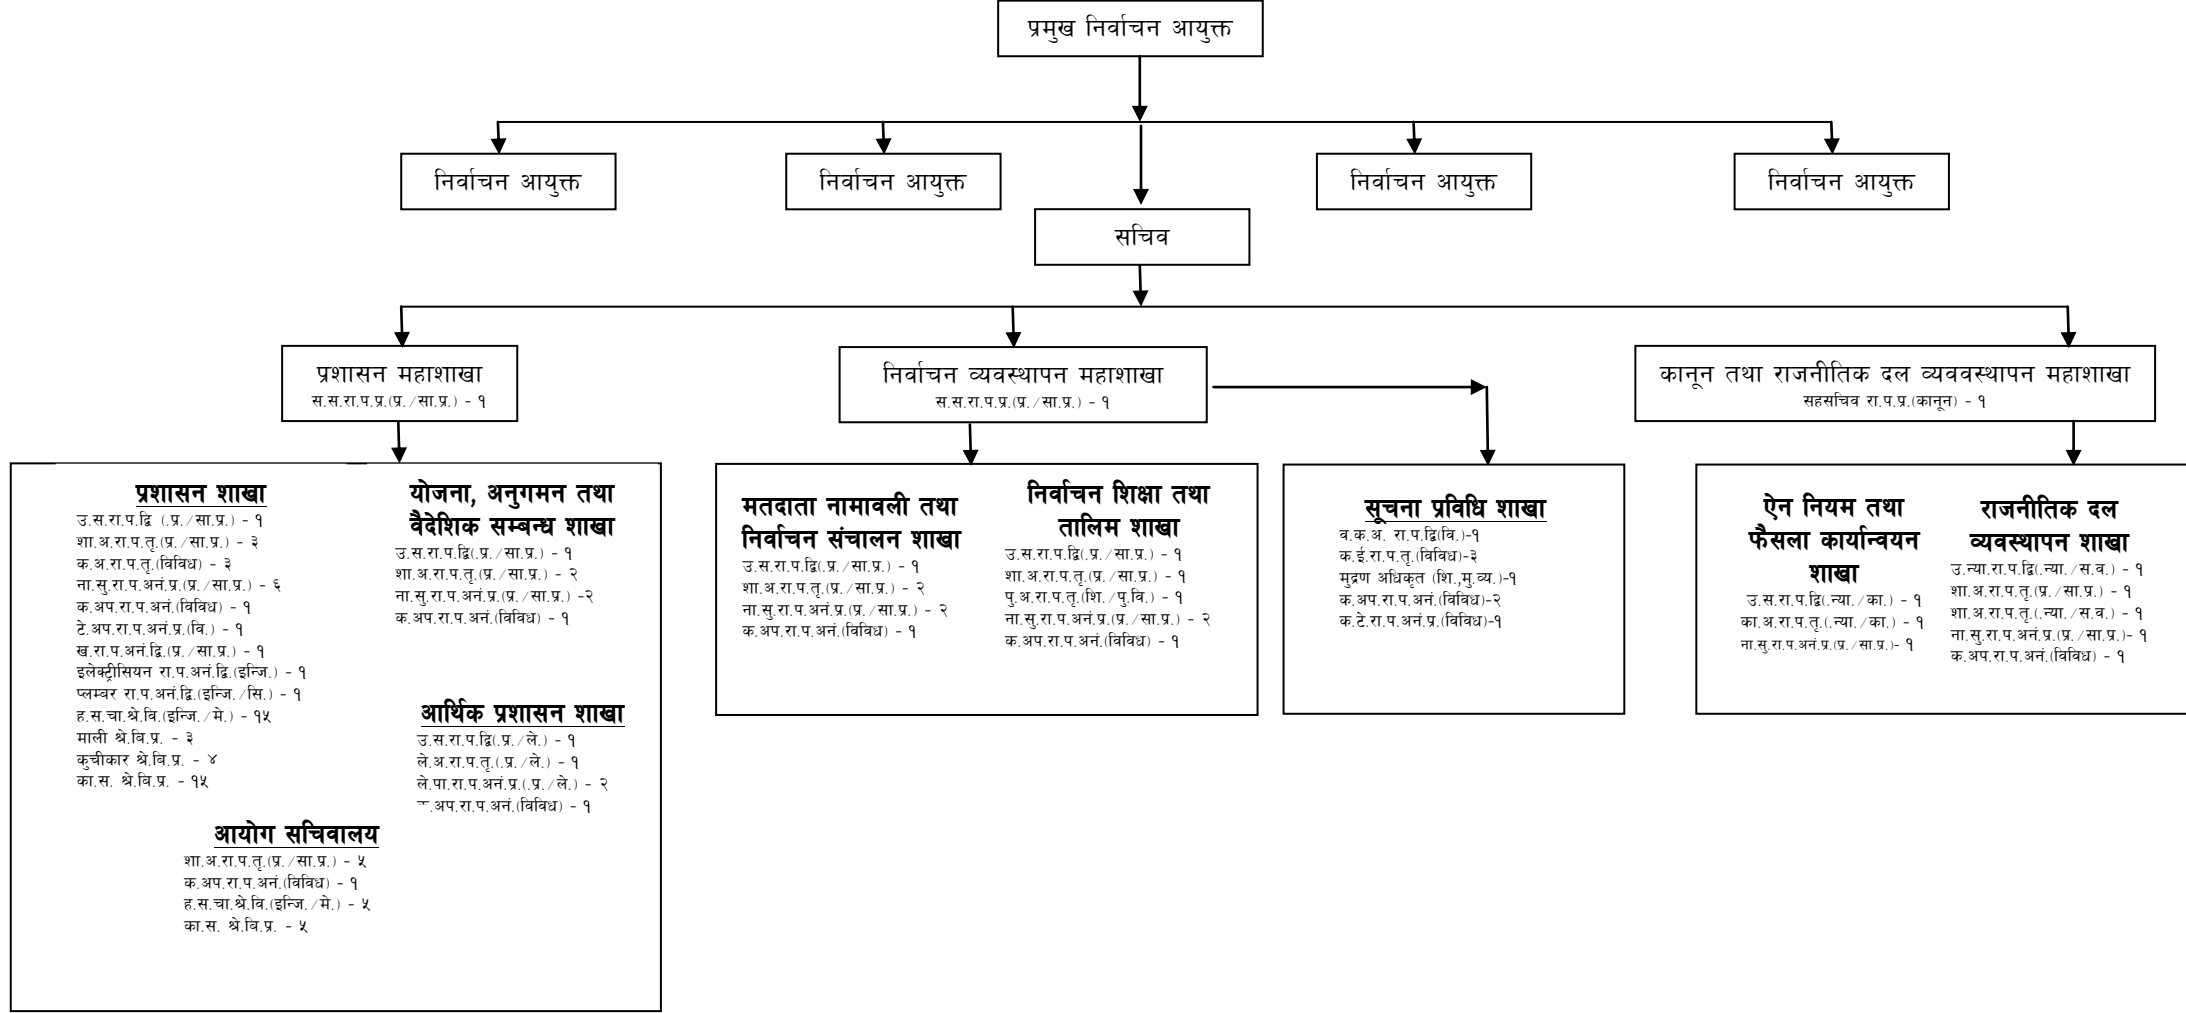 प्रमुख निर्वाचन आयुक्त
निर्वाचन आयुक्त
निर्वाचन आयुक्त
निर्वाचन आयुक्त
निर्वाचन आयुक्त
सचिव
प्रशासन महाशाखा
स.स.रा.प.प्र.(प्र./सा.प्र.) - १
निर्वाचन व्यवस्थापन महाशाखा
स.स.रा.प.प्र.(प्र./सा.प्र.) - १
कानून तथा राजनीतिक दल व्यववस्थापन महाशाखा
सहसचिव रा.प.प्र.(कानून) - १
प्रशासन शाखा
उ.स.रा.प.द्वि (.प्र./सा.प्र.) - १
शा.अ.रा.प.तृ.(प्र./सा.प्र.) - ३
क.अ.रा.प.तृ.(विविध) - ३
ना.सु.रा.प.अनं.प्र.(प्र./सा.प्र.) - ६
क.अप.रा.प.अनं.(विविध) - १
टे.अप.रा.प.अनं.प्र.(वि.) - १
ख.रा.प.अनं.द्वि.(प्र./सा.प्र.) - १
इलेक्ट्रीसियन रा.प.अनं.द्वि.(इन्जि.) - १
प्लम्वर रा.प.अनं.द्वि.(इन्जि./सि.) - १
ह.स.चा.श्रे.वि.(इन्जि./मे.) - १५
माली श्रे.बि.प्र. - ३
कुचीकार श्रे.बि.प्र. - ४
का.स. श्रे.बि.प्र. - १५
योजना, अनुगमन तथा
वैदेशिक सम्बन्ध शाखा
उ.स.रा.प.द्वि(.प्र./सा.प्र.) - १
शा.अ.रा.प.तृ.(प्र./सा.प्र.) - २
ना.सु.रा.प.अनं.प्र.(प्र./सा.प्र.) -२
क.अप.रा.प.अनं.(विविध) - १
आर्थिक प्रशासन शाखा
उ.स.रा.प.द्वि(.प्र./ले.) - १
ले.अ.रा.प.तृ.(.प्र./ले.) - १
ले.पा.रा.प.अनं.प्र.(.प्र./ले.) - २
क.अप.रा.प.अनं.(विविध) - १
आयोग सचिवालय
शा.अ.रा.प.तृ.(प्र./सा.प्र.) - ५
क.अप.रा.प.अनं.(विविध) - १
ह.स.चा.श्रे.वि.(इन्जि./मे.) - ५
का.स. श्रे.बि.प्र. - ५
मतदाता नामावली तथा
निर्वाचन संचालन शाखा
उ.स.रा.प.द्वि(.प्र./सा.प्र.) - १
शा.अ.रा.प.तृ.(प्र./सा.प्र.) - २
ना.सु.रा.प.अनं.प्र.(प्र./सा.प्र.) - २
क.अप.रा.प.अनं.(विविध) - १
निर्वाचन शिक्षा तथा
तालिम शाखा
उ.स.रा.प.द्वि(.प्र./सा.प्र.) - १
शा.अ.रा.प.तृ.(प्र./सा.प्र.) - १
पु.अ.रा.प.तृ.(शि./पु.वि.) - १
ना.सु.रा.प.अनं.प्र.(प्र./सा.प्र.) - २
क.अप.रा.प.अनं.(विविध) - १
सूचना प्रविधि शाखा
व.क.अ. रा.प.द्वि(वि.)-१
क.ई.रा.प.तृ.(विविध)-३
मुद्रण अधिकृत (शि.,मु.व्य.)-१
क.अप.रा.प.अनं.(विविध)-२
क.टे.रा.प.अनं.प्र.(विविध)-१
ऐन नियम तथा
फैसला कार्यान्वयन
शाखा
उ.स.रा.प.द्वि(.न्या./का.) - १
का.अ.रा.प.तृ.(.न्या./का.) - १
ना.सु.रा.प.अनं.प्र.(प्र./सा.प्र.)- १
राजनीतिक दल
व्यवस्थापन शाखा
उ.न्या.रा.प.द्वि(.न्या./स.व.) - १
शा.अ.रा.प.तृ.(प्र./सा.प्र.) - १
शा.अ.रा.प.तृ.(.न्या./स.व.) - १
ना.सु.रा.प.अनं.प्र.(प्र./सा.प्र.)- १
क.अप.रा.प.अनं.(विविध) - १